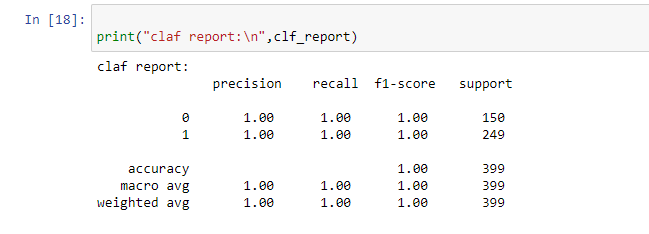 In [18]:
print("claf report:\n",clf_report)
claf report:
precision recall f1-score support
0 1.00 1.00 1.00 150
1 1.00 1.00 1.00 249
accuracy 1.00 399
macro avg 1.00 1.00 1.00 399
weighted avg 1.00 1.00 1.00 399